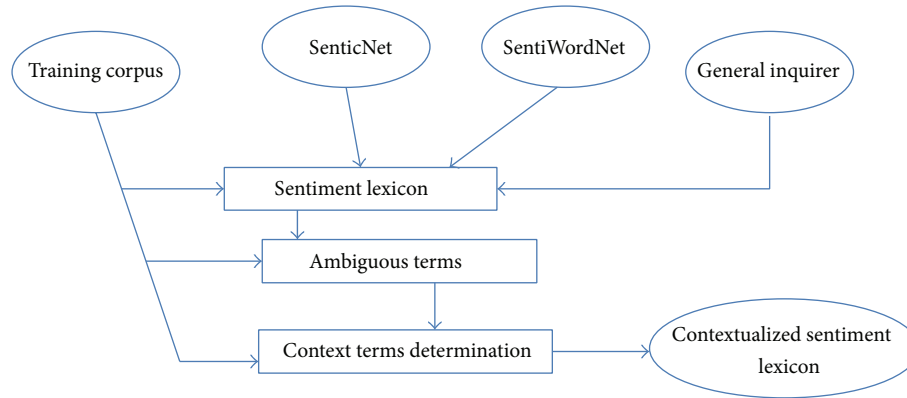 SenticNet
SentiWordNet
Training corpus
General inquirer
Sentiment lexicon
Ambiguous terms
Context terms determination
Contextualized sentiment
lexicon